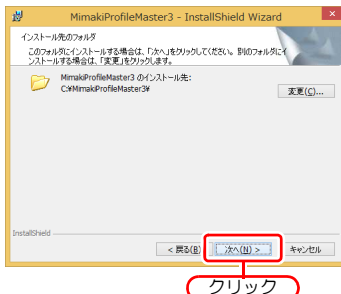 MimakiProfileMaster3 - InstallShield Wizard
インストール先のフォルダ
このフォルダにインストールする場合は、「次へ」をクリックしてください。別のフォルダにイ
ンストールする場合は、「変更」をクリックします。
MimakiProfileMaster3 のインストール先:
C:¥MimakiProfileMaster3¥
変更(C)...
InstallShield
< 戻る(B)
次へ(N) >
キャンセル
クリック